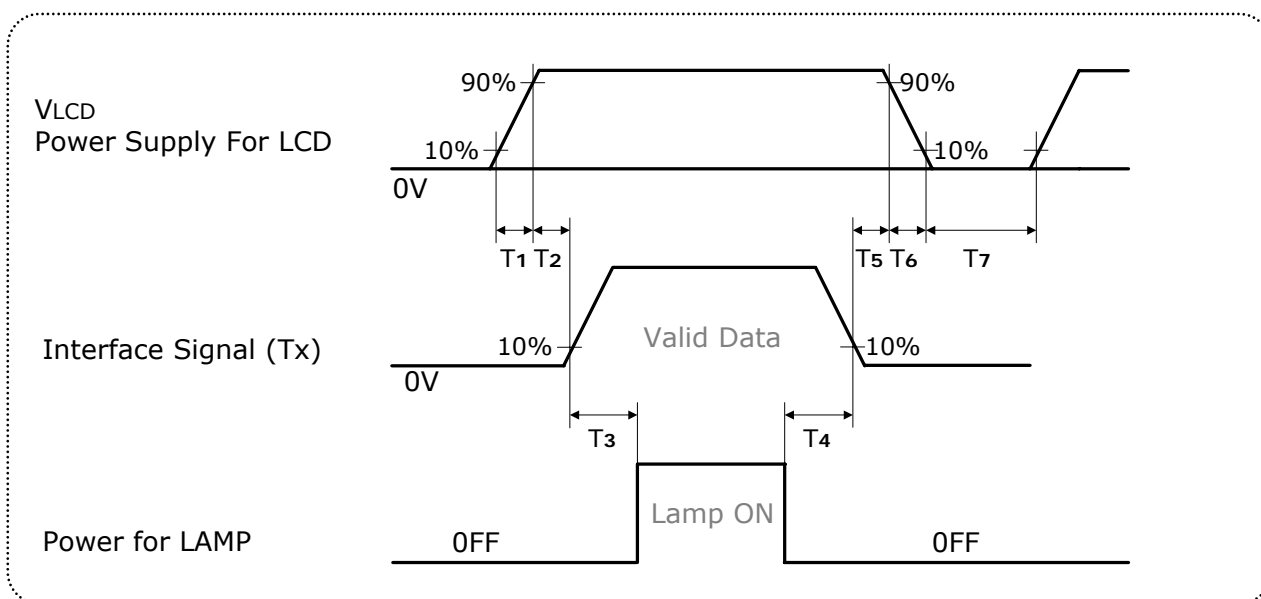 90%
90%
VLCD
Power Supply For LCD
10%
10%
0V
T1 T2
T5 T6
T7
Interface Signal (Tx)
10%
Valid Data
10%
0V
T3
T4
Lamp ON
Power for LAMP
0FF
0FF